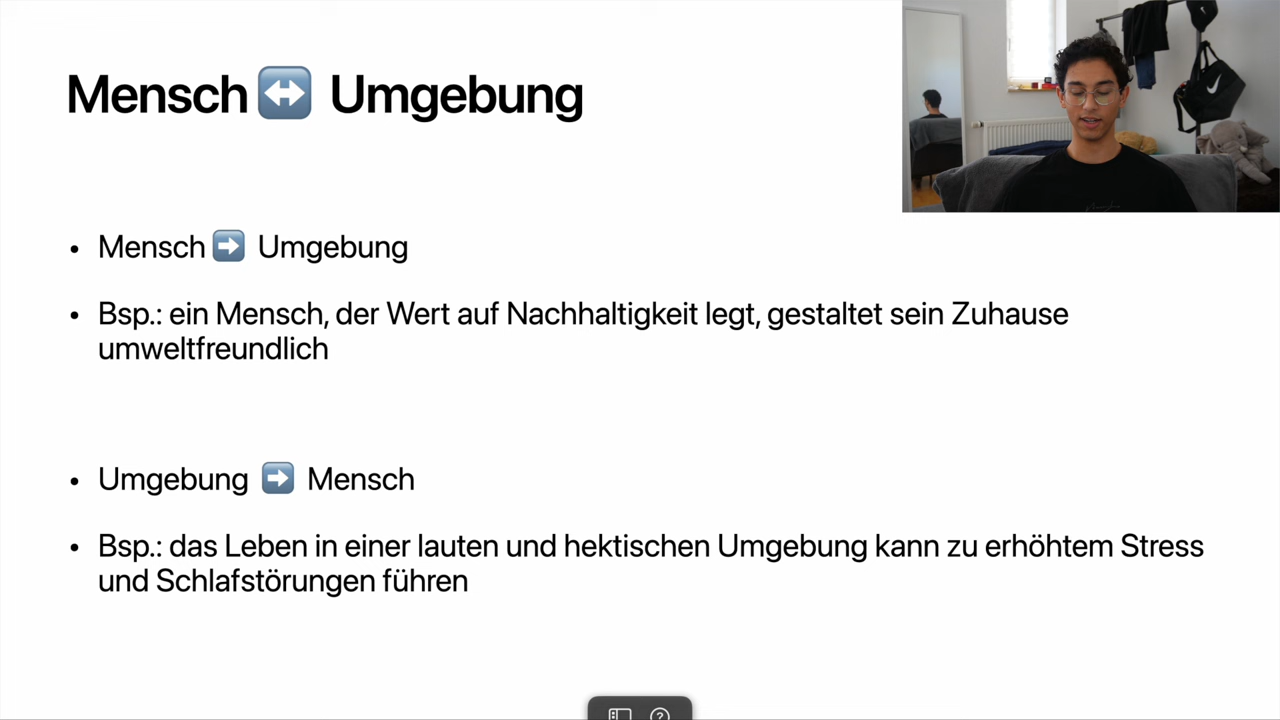 Mensch ↔️ Umgebung
• Mensch ➡️ Umgebung
• Bsp.: ein Mensch, der Wert auf Nachhaltigkeit legt, gestaltet sein Zuhause
umweltfreundlich
• Umgebung ➡️ Mensch
• Bsp.: das Leben in einer lauten und hektischen Umgebung kann zu erhöhtem Stress
und Schlafstörungen führen
?